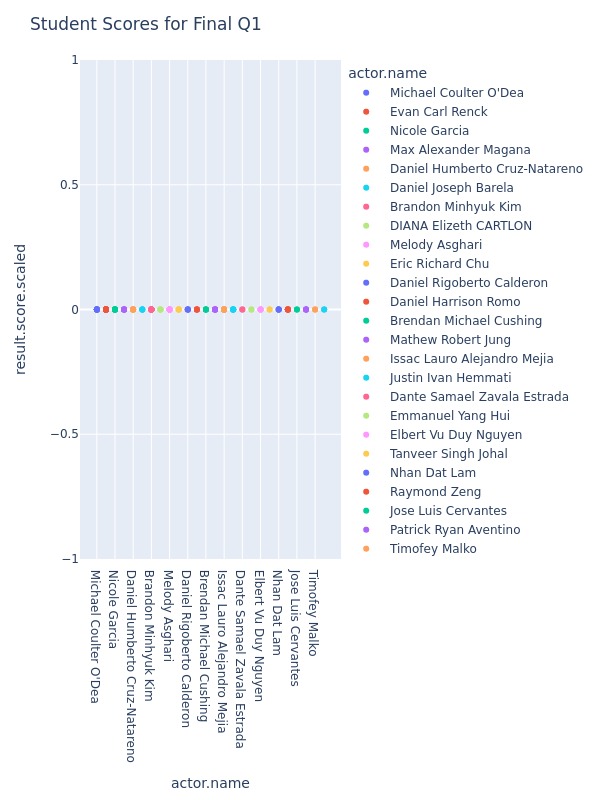 Student Scores for Final Q1
1
0.5
0
−0.5
−1
result.score.scaled
Michael Coulter O'Dea
Nicole Garcia
Daniel Humberto Cruz-Natareno
Brandon Minhyuk Kim
Melody Asghari
Daniel Rigoberto Calderon
Brendan Michael Cushing
Issac Lauro Alejandro Mejia
Dante Samael Zavala Estrada
Elbert Vu Duy Nguyen
Nhan Dat Lam
Jose Luis Cervantes
Timofey Malko
actor.name
actor.name
Michael Coulter O'Dea
Evan Carl Renck
Nicole Garcia
Max Alexander Magana
Daniel Humberto Cruz-Natareno
Daniel Joseph Barela
Brandon Minhyuk Kim
DIANA Elizeth CARTLON
Melody Asghari
Eric Richard Chu
Daniel Rigoberto Calderon
Daniel Harrison Romo
Brendan Michael Cushing
Mathew Robert Jung
Issac Lauro Alejandro Mejia
Justin Ivan Hemmati
Dante Samael Zavala Estrada
Emmanuel Yang Hui
Elbert Vu Duy Nguyen
Tanveer Singh Johal
Nhan Dat Lam
Raymond Zeng
Jose Luis Cervantes
Patrick Ryan Aventino
Timofey Malko